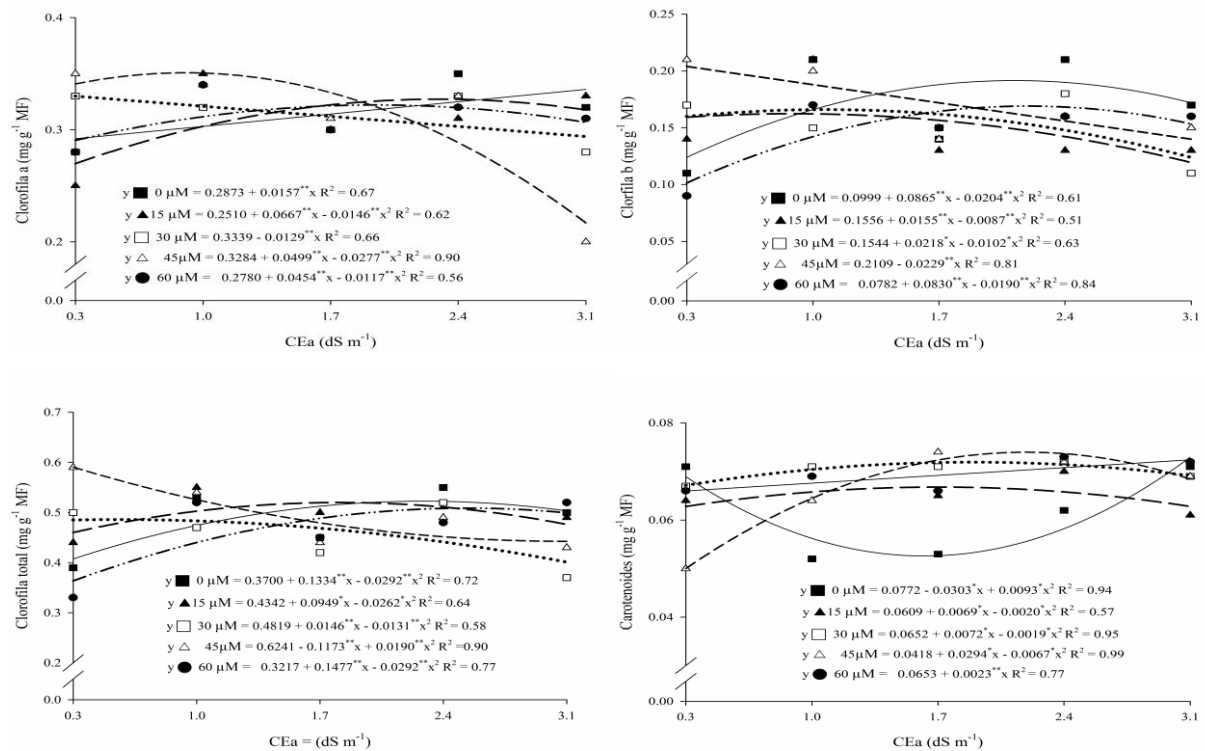 0.4
0.3
0.2
0.0
Clorofila a (mg g⁻¹ MF)
y ■ 0 µM = 0.2873 + 0.0157**x R² = 0.67
y ▲ 15 µM = 0.2510 + 0.0667**x - 0.0146**x² R² = 0.62
y □ 30 µM = 0.3339 - 0.0129**x R² = 0.66
y △ 45µM = 0.3284 + 0.0499**x - 0.0277**x² R² = 0.90
y ● 60 µM = 0.2780 + 0.0454**x - 0.0117**x² R² = 0.56
0.3 1.0 1.7 2.4 3.1
CEa (dS m⁻¹)
0.25
0.20
0.15
0.10
0.05
0.00
Clorfila b (mg g⁻¹ MF)
y ■ 0 µM = 0.0999 + 0.0865**x - 0.0204**x² R² = 0.61
y ▲ 15 µM = 0.1556 + 0.0155**x - 0.0087**x² R² = 0.51
y □ 30 µM = 0.1544 + 0.0218*x - 0.0102*x² R² = 0.63
y △ 45µM = 0.2109 - 0.0229**x R² = 0.81
y ● 60 µM = 0.0782 + 0.0830**x - 0.0190**x² R² = 0.84
0.3 1.0 1.7 2.4 3.1
CEa (dS m⁻¹)
0.7
0.6
0.5
0.4
0.3
0.2
0.0
Clorofila total (mg g⁻¹ MF)
y ■ 0 µM = 0.3700 + 0.1334**x - 0.0292**x² R² = 0.72
y ▲ 15 µM = 0.4342 + 0.0949*x - 0.0262*x² R² = 0.64
y □ 30 µM = 0.4819 + 0.0146**x - 0.0131**x² R² = 0.58
y △ 45µM = 0.6241 - 0.1173**x + 0.0190**x² R² = 0.90
y ● 60 µM = 0.3217 + 0.1477**x - 0.0292**x² R² = 0.77
0.3 1.0 1.7 2.4 3.1
CEa = (dS m⁻¹)
0.08
0.06
0.04
0.00
Carotenoides (mg g⁻¹ MF)
y ■ 0 µM = 0.0772 - 0.0303*x + 0.0093*x² R² = 0.94
y ▲ 15 µM = 0.0609 + 0.0069*x - 0.0020*x² R² = 0.57
y □ 30 µM = 0.0652 + 0.0072*x - 0.0019*x² R² = 0.95
y △ 45µM = 0.0418 + 0.0294*x - 0.0067*x² R² = 0.99
y ● 60 µM = 0.0653 + 0.0023**x R² = 0.77
0.3 1.0 1.7 2.4 3.1
CEa (dS m⁻¹)